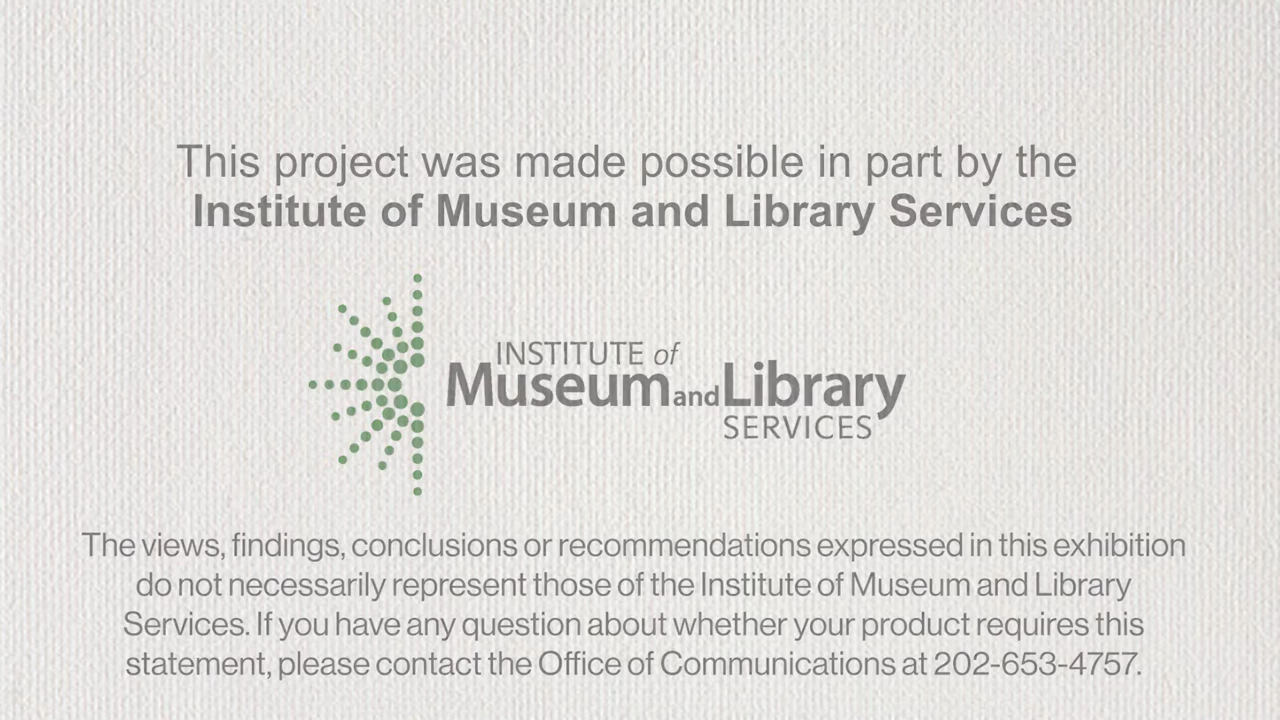 This project was made possible in part by the
Institute of Museum and Library Services
INSTITUTE of
Museum and Library
SERVICES
The views, findings, conclusions or recommendations expressed in this exhibition
do not necessarily represent those of the Institute of Museum and Library
Services. If you have any question about whether your product requires this
statement, please contact the Office of Communications at 202-653-4757.